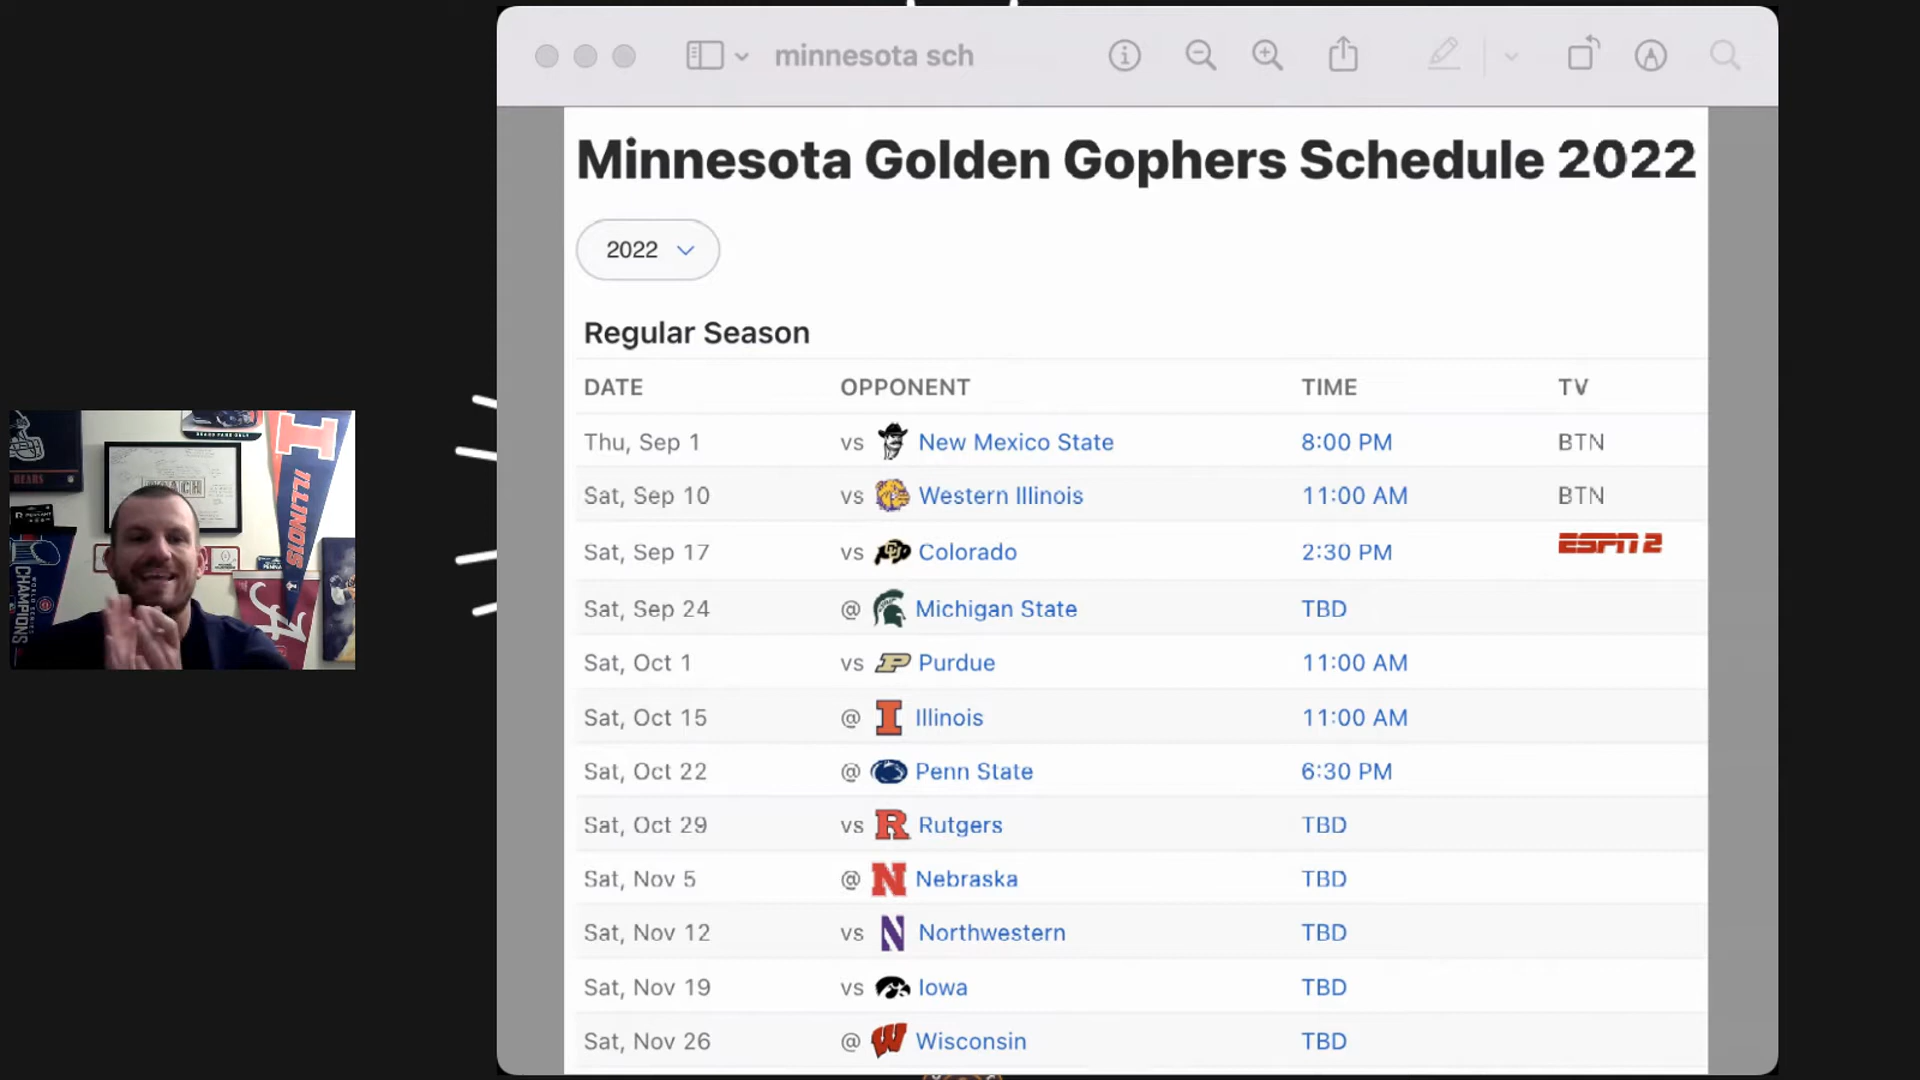 minnesota sch
Minnesota Golden Gophers Schedule 2022
2022
Regular Season
DATE OPPONENT TIME TV
Thu, Sep 1 vs New Mexico State 8:00 PM BTN
Sat, Sep 10 vs Western Illinois 11:00 AM BTN
Sat, Sep 17 vs Colorado 2:30 PM ESPN2
Sat, Sep 24 @ Michigan State TBD
Sat, Oct 1 vs Purdue 11:00 AM
Sat, Oct 15 @ Illinois 11:00 AM
Sat, Oct 22 @ Penn State 6:30 PM
Sat, Oct 29 vs Rutgers TBD
Sat, Nov 5 @ Nebraska TBD
Sat, Nov 12 vs Northwestern TBD
Sat, Nov 19 vs Iowa TBD
Sat, Nov 26 @ Wisconsin TBD
BEARS
COACH
I
ILLINOIS
CHAMPIONS
A